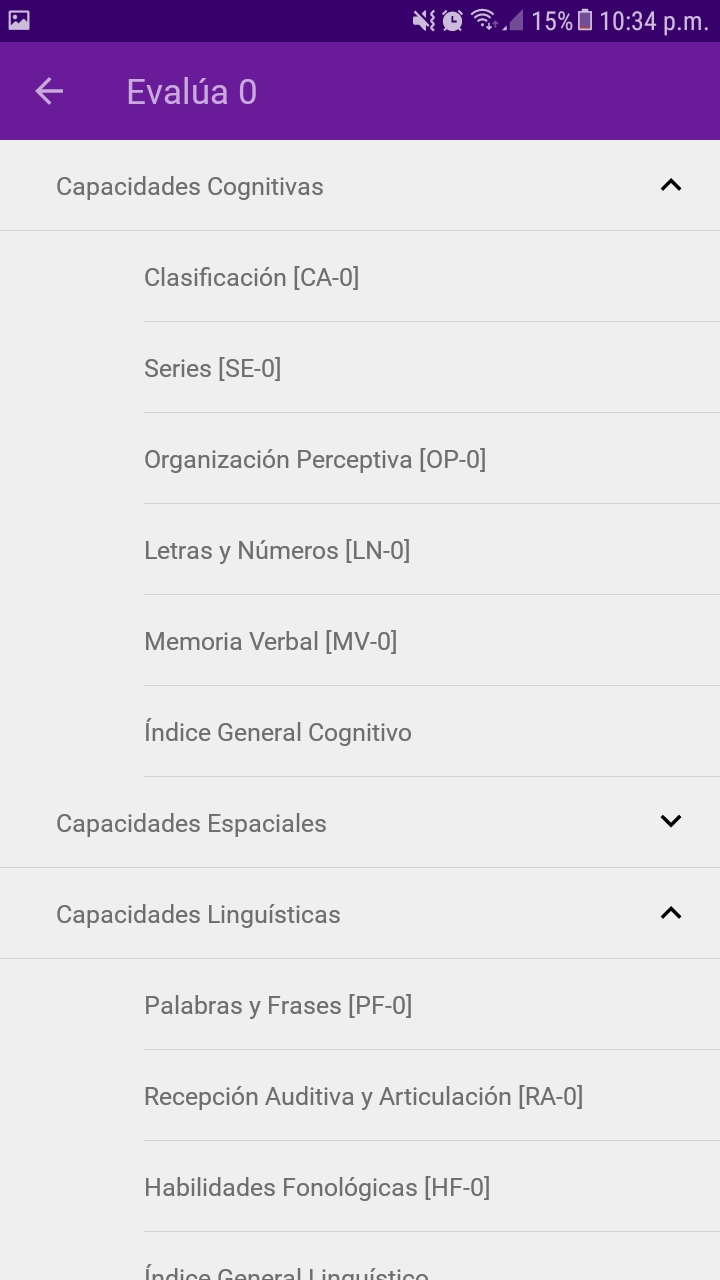 15% 10:34 p.m.
Evalúa 0
Capacidades Cognitivas
Clasificación [CA-0]
Series [SE-0]
Organización Perceptiva [OP-0]
Letras y Números [LN-0]
Memoria Verbal [MV-0]
Índice General Cognitivo
Capacidades Espaciales
Capacidades Linguísticas
Palabras y Frases [PF-0]
Recepción Auditiva y Articulación [RA-0]
Habilidades Fonológicas [HF-0]
Índice General Linguístico